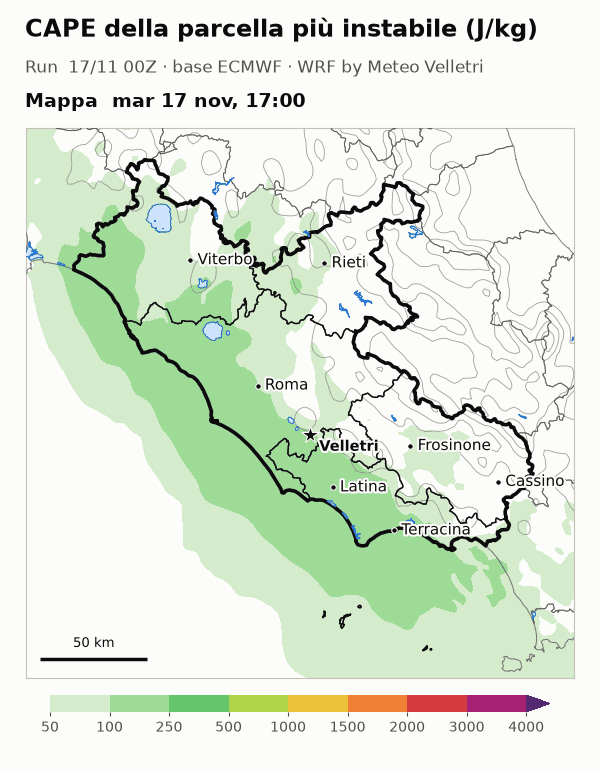 CAPE della parcella più instabile (J/kg)
Run 17/11 00Z · base ECMWF · WRF by Meteo Velletri
Mappa mar 17 nov, 17:00
Viterbo
Rieti
Roma
Velletri
Frosinone
Latina
Cassino
Terracina
50 km
50 100 250 500 1000 1500 2000 3000 4000